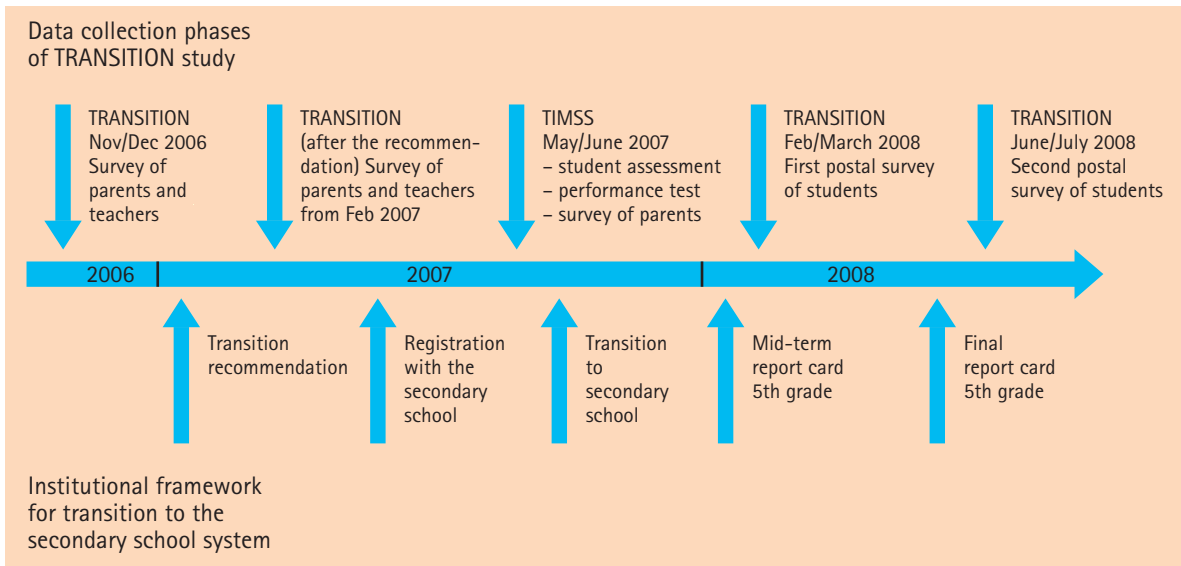 Data collection phases
of TRANSITION study
TRANSITION
Nov/Dec 2006
Survey of
parents and
teachers
TRANSITION
(after the recommen-
dation) Survey of
parents and teachers
from Feb 2007
TIMSS
May/June 2007
– student assessment
– performance test
– survey of parents
TRANSITION
Feb/March 2008
First postal survey
of students
TRANSITION
June/July 2008
Second postal
survey of students
2006
2007
2008
Transition
recommendation
Registration
with the
secondary
school
Transition
to
secondary
school
Mid-term
report card
5th grade
Final
report card
5th grade
Institutional framework
for transition to the
secondary school system